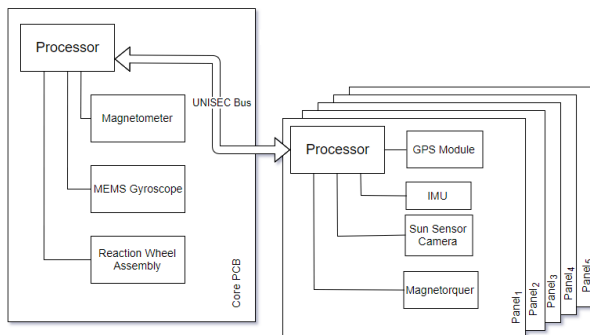 Processor
UNISEC Bus
Magnetometer
MEMS Gyroscope
Reaction Wheel
Assembly
Core PCB
Processor
GPS Module
IMU
Sun Sensor
Camera
Magnetorquer
Panel1
Panel2
Panel3
Panel4
Panel5